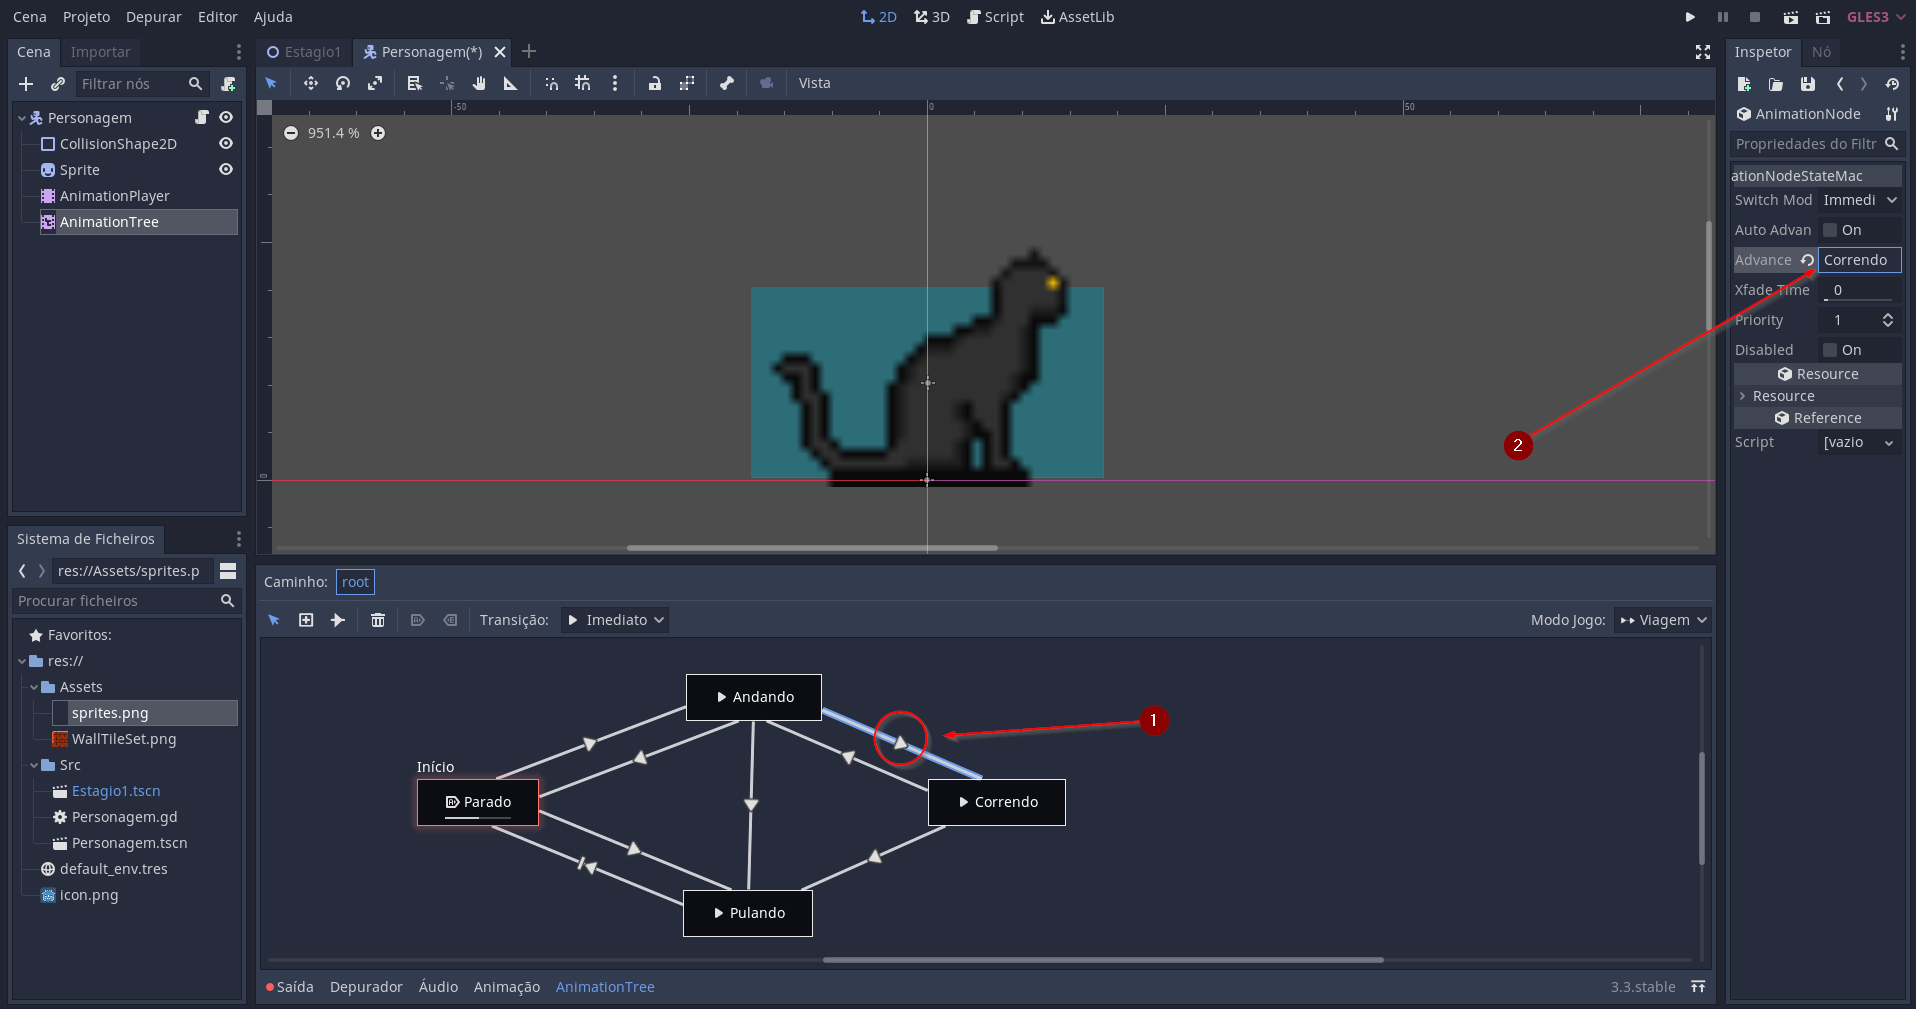 Cena Projeto Depurar Editor Ajuda
2D 3D Script AssetLib
GLES3
Cena Importar
Estagio1 Personagem(*)
Inspetor Nó
Filtrar nós
Vista
Personagem
CollisionShape2D
Sprite
AnimationPlayer
AnimationTree
-50 0 50
951.4 %
0
AnimationNode
Propriedades do Filtr
ationNodeStateMac
Switch Mod Immedi
Auto Advan On
Advance Correndo
Xfade Time 0
Priority 1
Disabled On
Resource
Resource
Reference
Script [vazio
2
Sistema de Ficheiros
res://Assets/sprites.p
Procurar ficheiros
Favoritos:
res://
Assets
sprites.png
WallTileSet.png
Src
Estagio1.tscn
Personagem.gd
Personagem.tscn
default_env.tres
icon.png
Caminho: root
Transição: Imediato
Modo Jogo: Viagem
Andando
1
Início
Parado
Correndo
Pulando
Saída Depurador Áudio Animação AnimationTree
3.3.stable